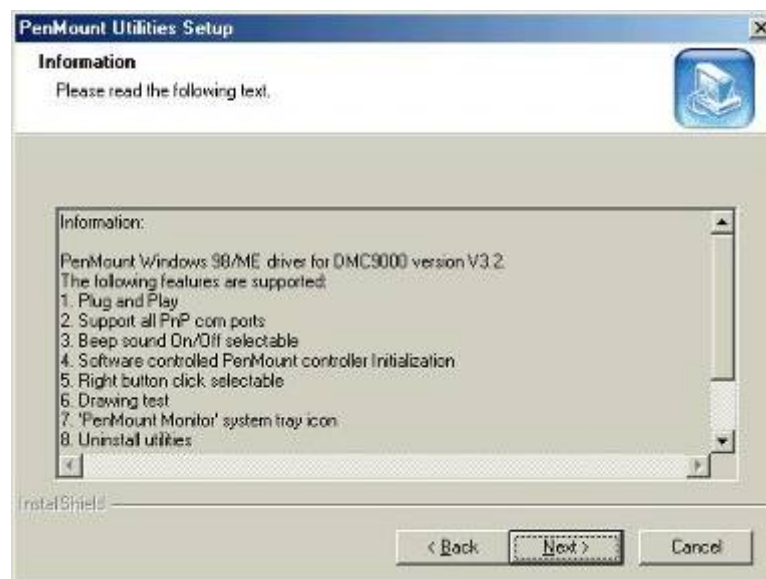 PenMount Utilities Setup
Information
Please read the following text.
Information:
PenMount Windows 98/ME driver for DMC9000 version V3.2.
The following features are supported:
1. Plug and Play
2. Support all PnP com ports
3. Beep sound On/Off selectable
4. Software controlled PenMount controller Initialization
5. Right button click selectable
6. Drawing test
7. 'PenMount Monitor' system tray icon
8. Uninstall utilities
InstallShield
< Back
Next >
Cancel